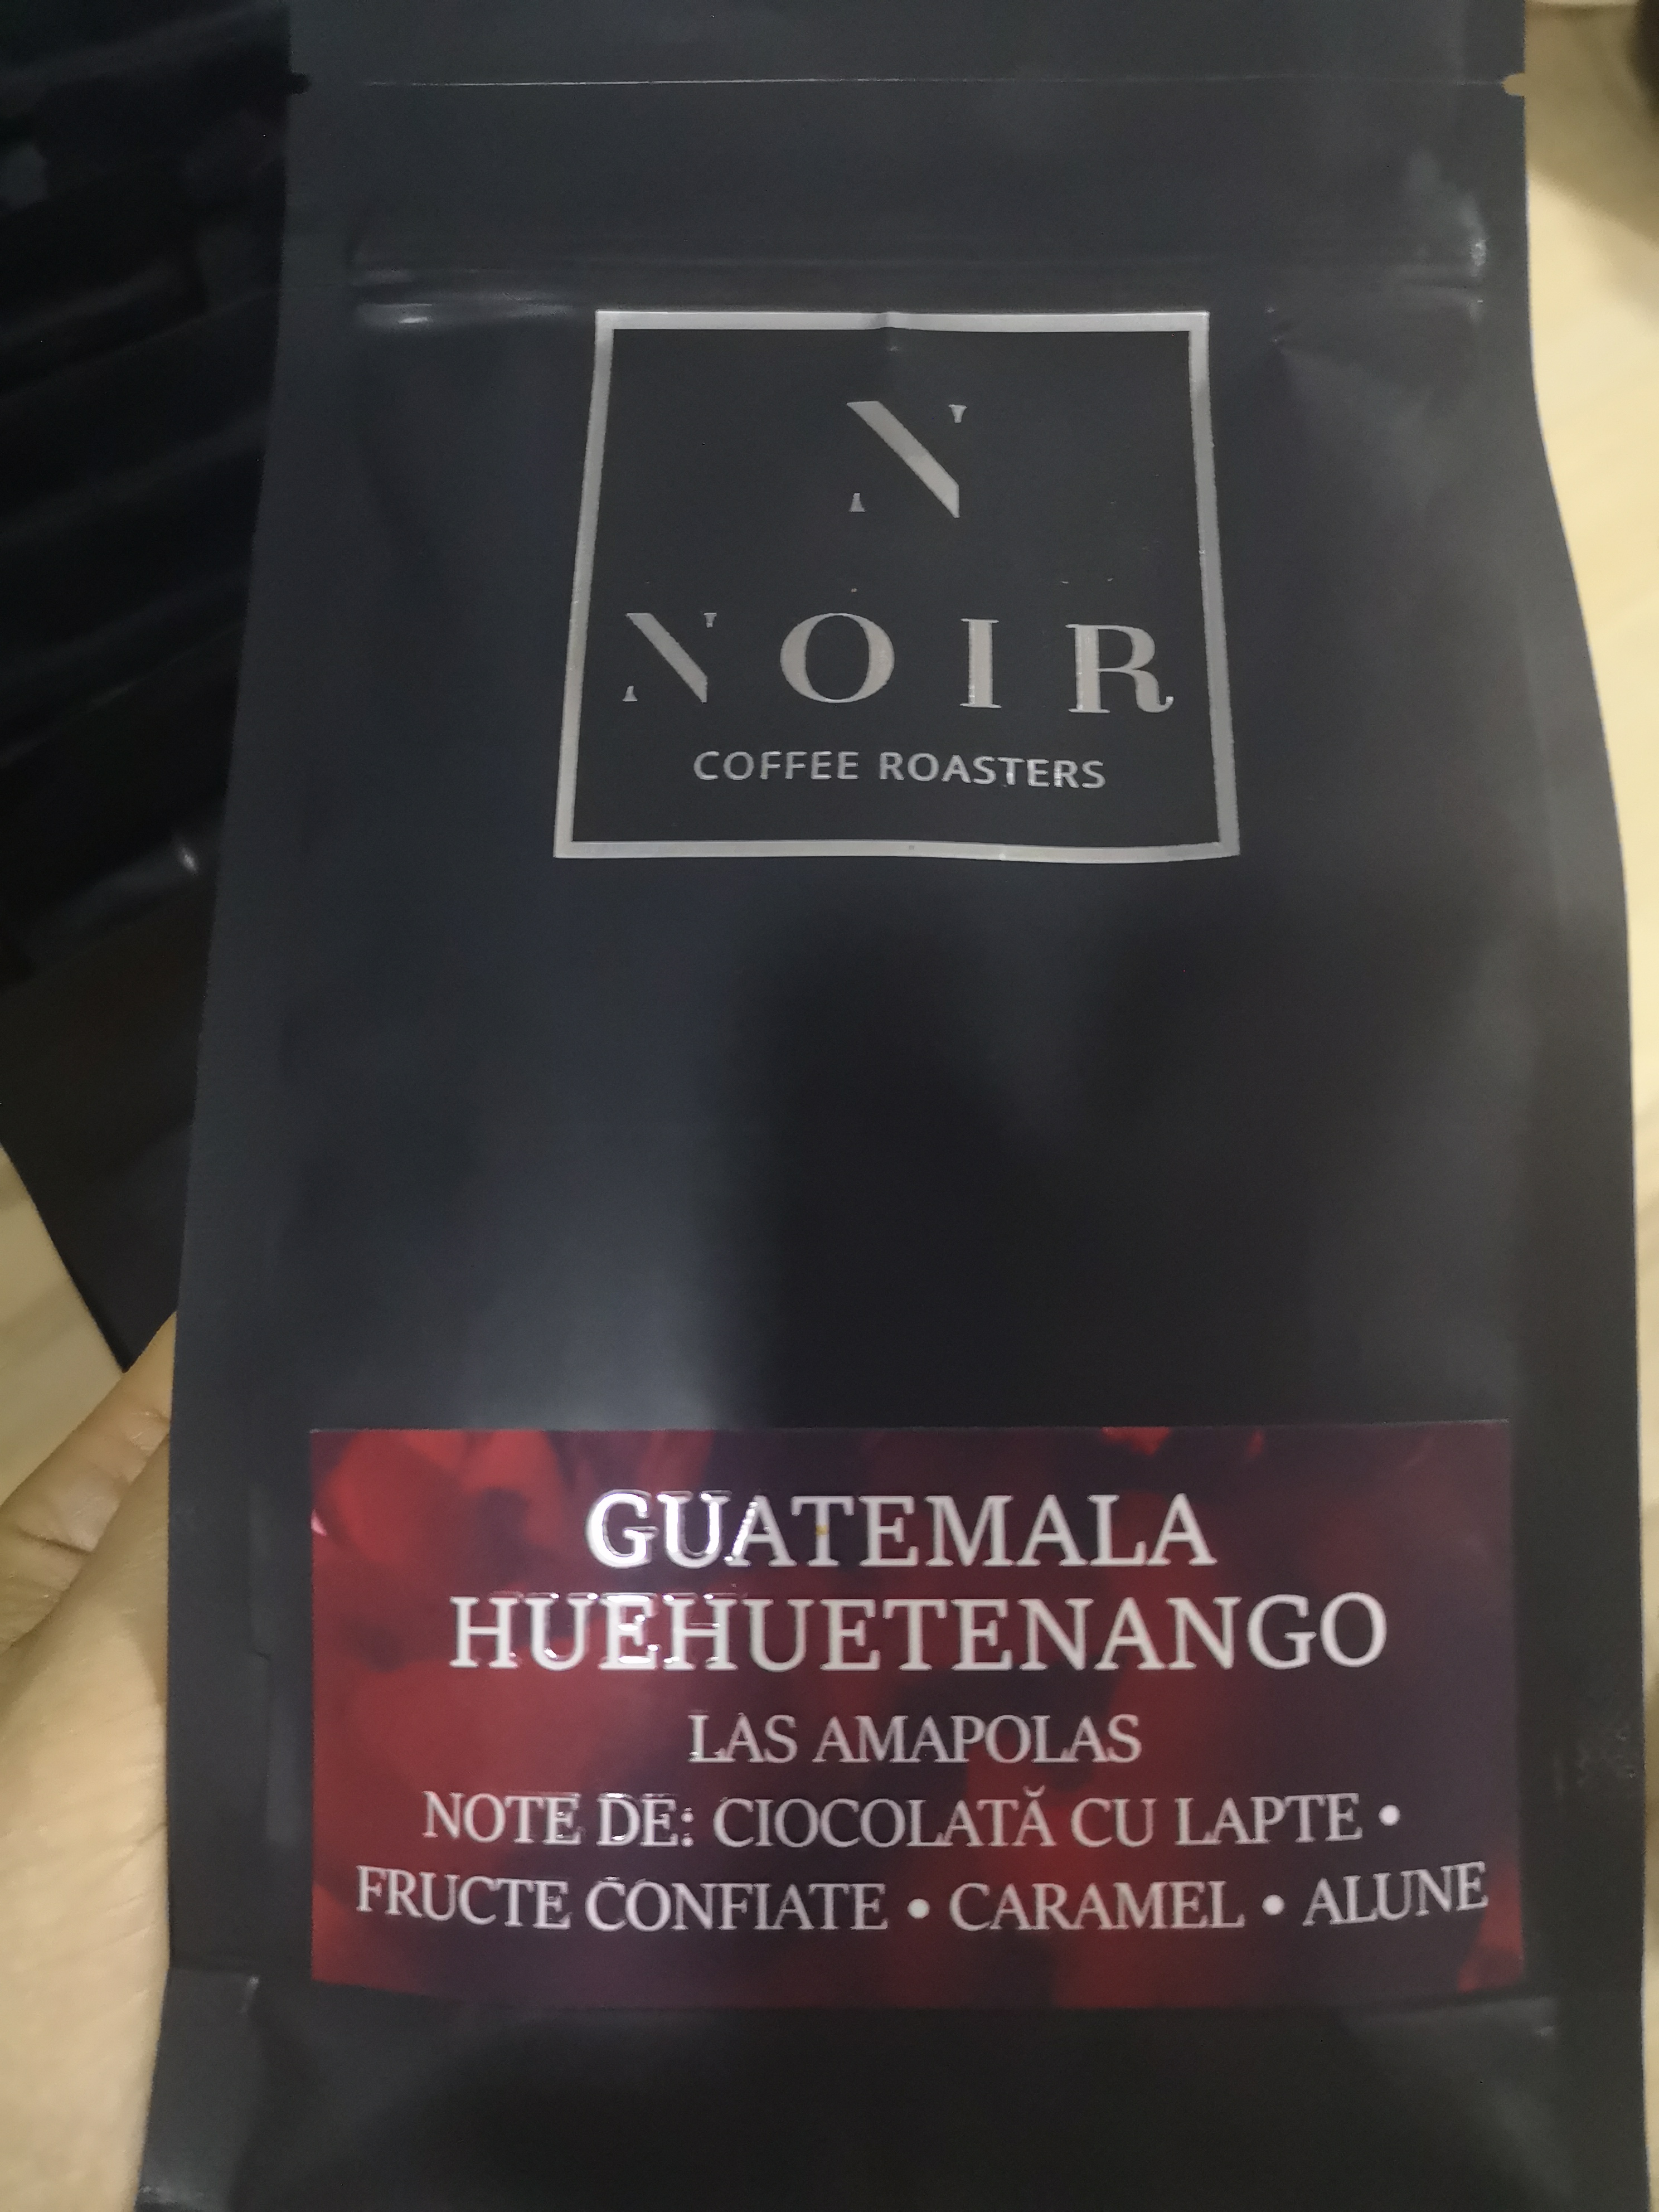 N
NOIR
COFFEE ROASTERS
GUATEMALA
HUEHUETENANGO
LAS AMAPOLAS
NOTE DE: CIOCOLATĂ CU LAPTE •
FRUCTE CONFIATE • CARAMEL • ALUNE